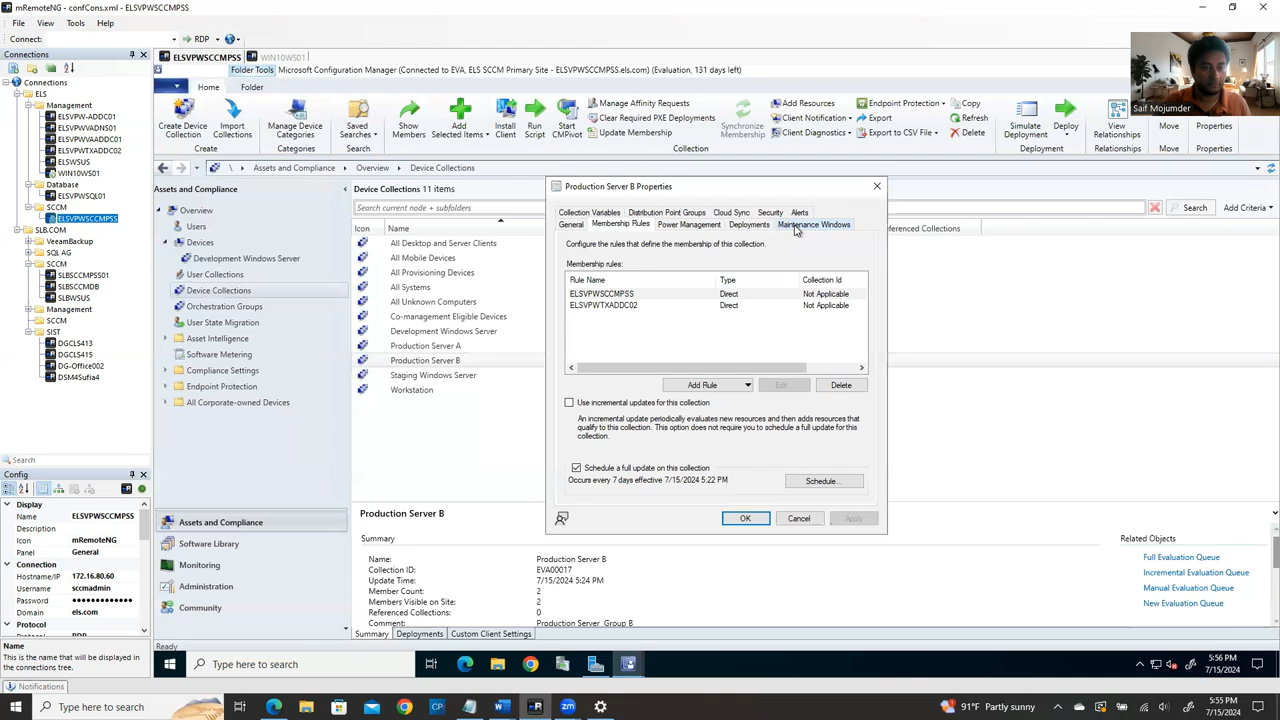 mRemoteNG - confCons.xml - ELSVPWSCCMPSS
File View Tools Help
Connect: RDP
Connections
Connections
ELS
Management
ELSVPW-ADDC01
ELSVPWADNS01
ELSVPWVAADDC01
ELSVPWTXADDC02
ELWSUS
WIN10WS01
Database
ELSVPWSQL01
SCCM
ELSVPWSCCMPSS
SLB.COM
VeeamBackup
SQL AG
SCCM
SLBSCCMPSS01
SLBSCCMDB
SLBWSUS
Management
SCCM
SIST
DGCLS413
DGCLS415
DG-Office002
DSM4Sufia4
Search
Config
Display
Name ELSVPWSCCMPSS
Description
Icon mRemoteNG
Panel General
Connection
Hostname/IP 172.16.80.60
Username sccmadmin
Password
Domain els.com
Protocol
Name
This is the name that will be displayed in the connections tree.
Notifications
ELSVPWSCCMPSS WIN10WS01
Folder Tools Microsoft Configuration Manager (Connected to EVA, ELS SCCM Primary Site - ELSVPWSCCMPSS.els.com) (Evaluation, 131 days left)
Home Folder
Create Device Collection
Import Collections
Create
Manage Device Categories
Categories
Saved Searches
Search
Show Members
Add Selected Items
Install Client
Run Script
Start CMPivot
Manage Affinity Requests
Clear Required PXE Deployments
Update Membership
Synchronize Membership
Add Resources
Client Notification
Client Diagnostics
Endpoint Protection
Export
Export to CSV File
Copy
Refresh
Delete
Collection
Simulate Deployment
Deploy
Deployment
View Relationships
Relationships
Move
Move
Properties
Properties
\ Assets and Compliance Overview Device Collections
Assets and Compliance
Overview
Users
Devices
Development Windows Server
User Collections
Device Collections
Orchestration Groups
User State Migration
Asset Intelligence
Software Metering
Compliance Settings
Endpoint Protection
All Corporate-owned Devices
Assets and Compliance
Software Library
Monitoring
Administration
Community
Device Collections 11 items
Search current node + subfolders
Search Add Criteria
Icon Name
All Desktop and Server Clients
All Mobile Devices
All Provisioning Devices
All Systems
All Unknown Computers
Co-management Eligible Devices
Development Windows Server
Production Server A
Production Server B
Staging Windows Server
Workstation
Production Server B Properties
Collection Variables Distribution Point Groups Cloud Sync Security Alerts
General Membership Rules Power Management Deployments Maintenance Windows
Configure the rules that define the membership of this collection.
Membership rules:
Rule Name Type Collection Id
ELSVPWSCCMPSS Direct Not Applicable
ELSVPWTXADDC02 Direct Not Applicable
Add Rule Edit Delete
Use incremental updates for this collection
An incremental update periodically evaluates new resources and then adds resources that
qualify to this collection. This option does not require you to schedule a full update for this
collection.
Schedule a full update on this collection
Occurs every 7 days effective 7/15/2024 5:22 PM
Schedule...
OK Cancel Apply
Production Server B
Summary
Name: Production Server B
Collection ID: EVA00017
Update Time: 7/15/2024 5:24 PM
Member Count: 2
Members Visible on Site: 2
Referenced Collections: 0
Comment: Production Server Group B
Related Objects
Full Evaluation Queue
Incremental Evaluation Queue
Manual Evaluation Queue
New Evaluation Queue
Summary Deployments Custom Client Settings
Ready
Type here to search
5:56 PM
7/15/2024
Type here to search
91°F Partly sunny
5:55 PM
7/15/2024
Saif Mojumder